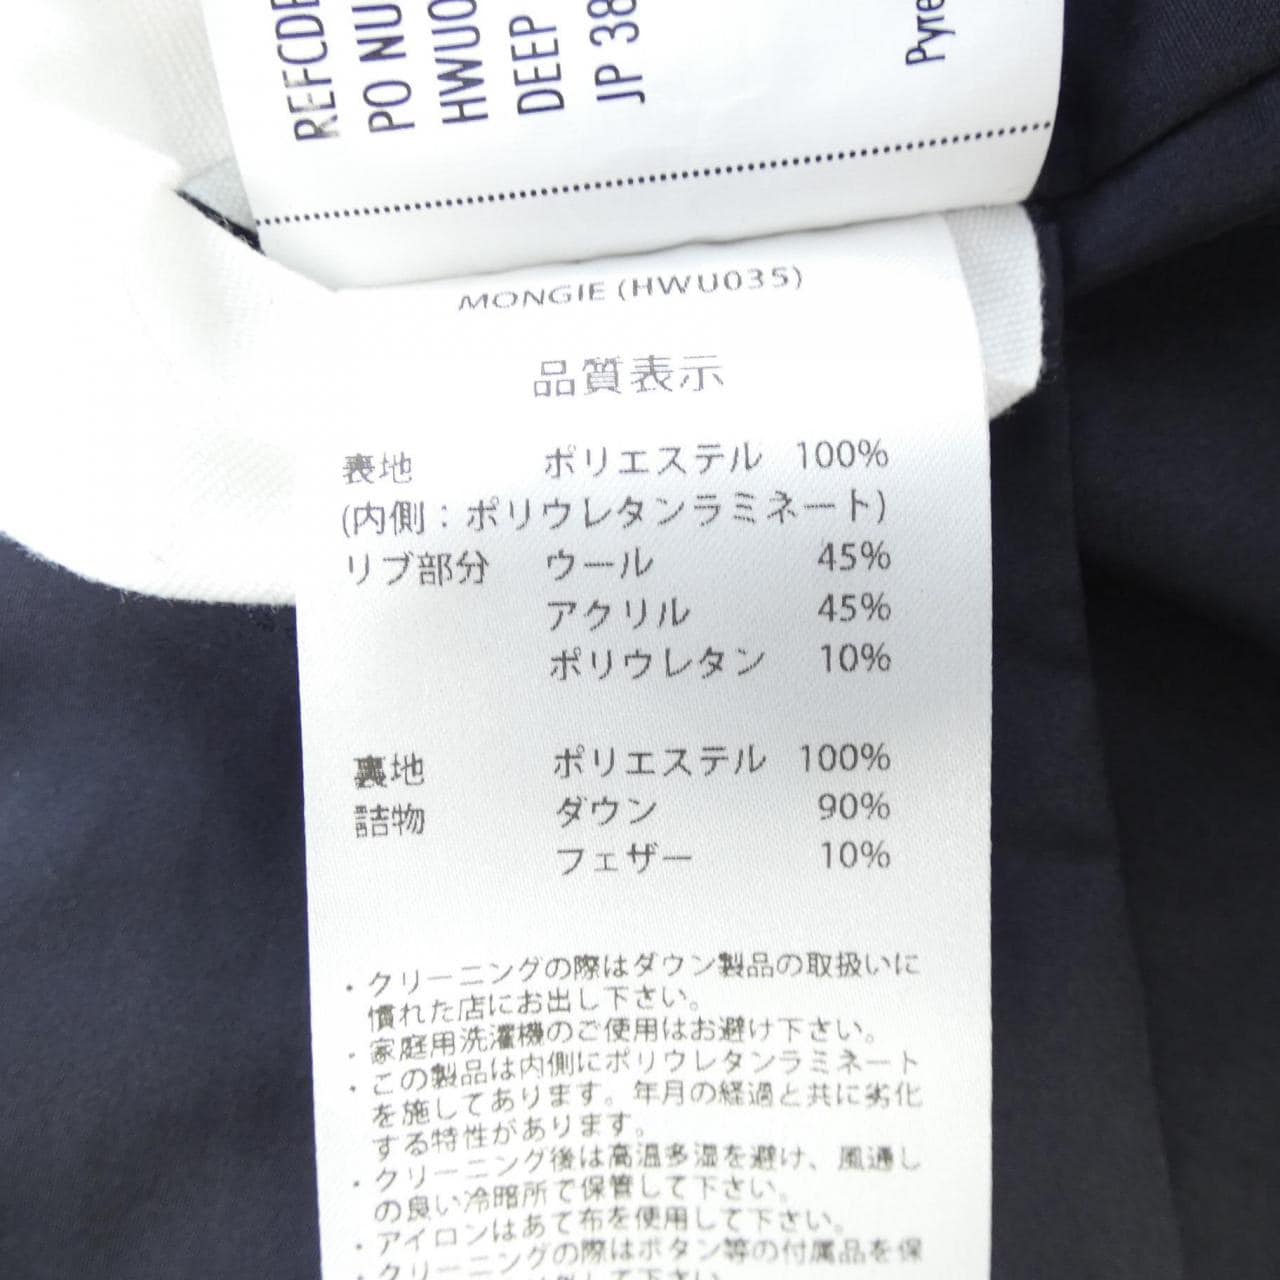 REFCDE
PO NU
HWU0
DEEP
JP 38
Pyre
MONGIE (HWU035)
品質表示
表地 ポリエステル 100%
(内側：ポリウレタンラミネート)
リブ部分 ウール 45%
アクリル 45%
ポリウレタン 10%
裏地 ポリエステル 100%
詰物 ダウン 90%
フェザー 10%
・クリーニングの際はダウン製品の取扱いに
慣れた店にお出し下さい。
・家庭用洗濯機のご使用はお避け下さい。
・この製品は内側にポリウレタンラミネート
を施してあります。年月の経過と共に劣化
する特性があります。
・クリーニング後は高温多湿を避け、風通し
の良い冷暗所で保管して下さい。
・アイロンはあて布を使用して下さい。
・クリーニングの際はボタン等の付属品を保
して下さい。